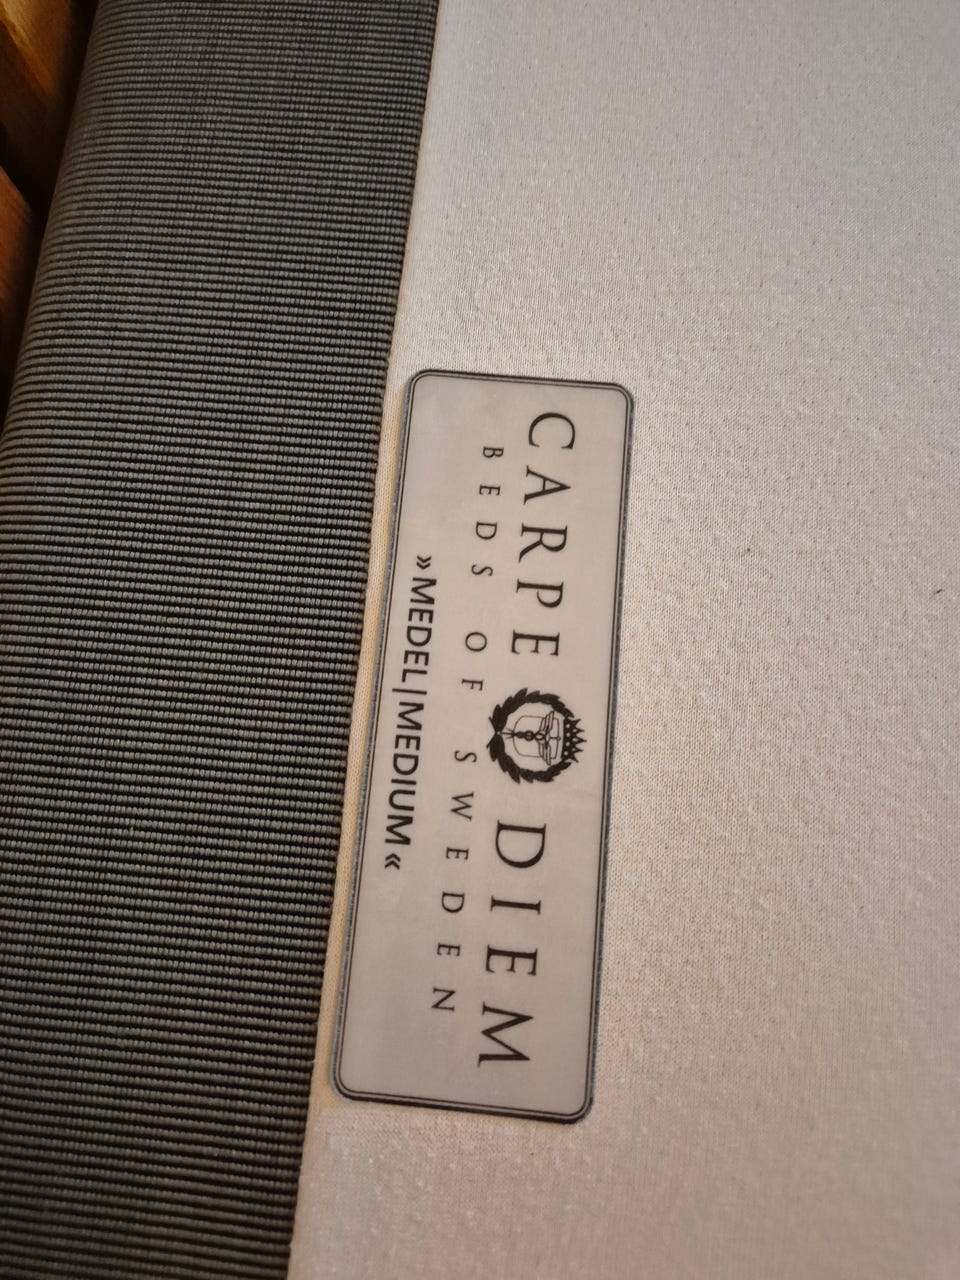 CARPE DIEM
BEDS OF SWEDEN
»MEDEL|MEDIUM«